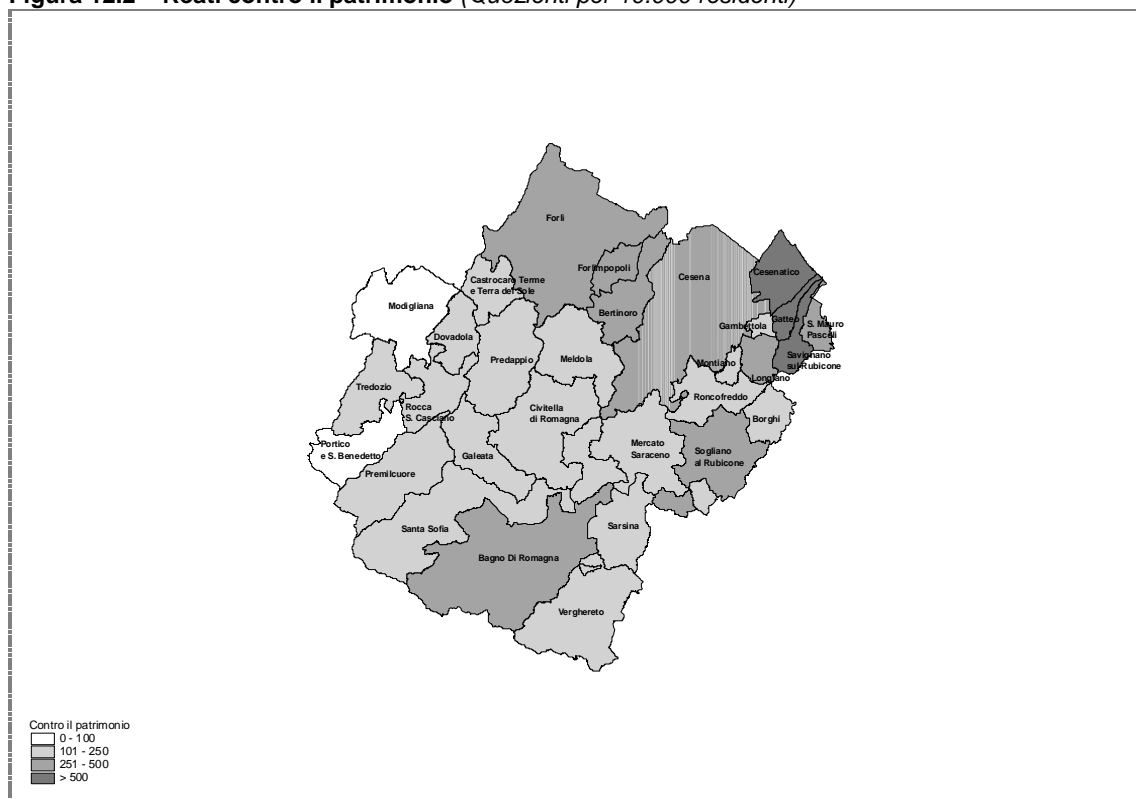 Figura 12.2 – Reati contro il patrimonio (Quozienti per 10.000 residenti)
Forlì
Castrocaro Terme
e Terra del Sole
Forlimpopoli
Cesena
Cesenatico
Modigliana
Bertinoro
Gambettola
Gatteo
S. Mauro
Pascoli
Dovadola
Predappio
Meldola
Montiano
Longiano
Savignano
sul Rubicone
Tredozio
Roncofreddo
Rocca
S. Casciano
Civitella
di Romagna
Borghi
Portico
e S. Benedetto
Galeata
Mercato
Saraceno
Sogliano
al Rubicone
Premilcuore
Santa Sofia
Sarsina
Bagno Di Romagna
Verghereto
Contro il patrimonio
0 - 100
101 - 250
251 - 500
> 500